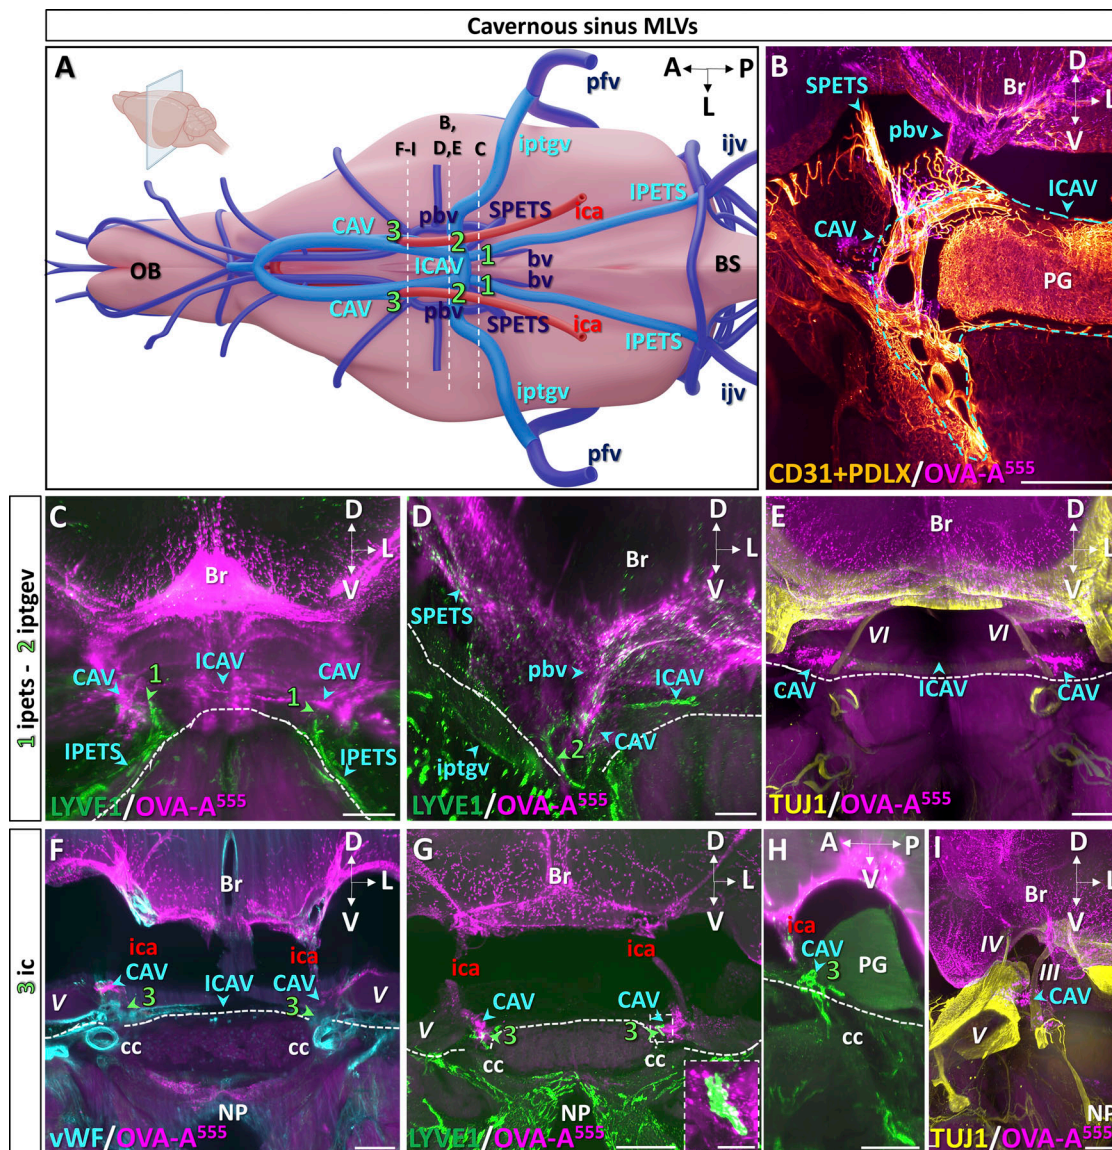 Cavernous sinus MLVs
A
A P
L
pfv
B,
D,E
F-I
C
iptgv
ijv
IPETS
CAV
3
pbv
SPETS
ica
2
1
OB
ICAV
bv
bv
BS
2
1
CAV
3
pbv
SPETS
ica
IPETS
iptgv
ijv
pfv
B
SPETS
Br
D
L
V
pbv
ICAV
CAV
PG
CD31+PDLX/OVA-A555
1 ipets - 2 iptgev
C
D
L
V
Br
ICAV
CAV
1
1
CAV
IPETS
IPETS
LYVE1/OVA-A555
D
D
L
V
Br
SPETS
pbv
ICAV
CAV
2
iptgv
LYVE1/OVA-A555
E
Br
D
L
V
VI
VI
CAV
ICAV
CAV
TUJ1/OVA-A555
3 ic
F
D
L
V
Br
ica
ica
CAV
ICAV
CAV
V
3
3
V
cc
cc
NP
vWF/OVA-A555
G
D
L
V
Br
ica
ica
CAV
CAV
V
3
3
cc
cc
NP
LYVE1/OVA-A555
H
A P
V
ica
CAV
3
PG
cc
I
D
L
V
Br
IV
III
CAV
V
NP
TUJ1/OVA-A555